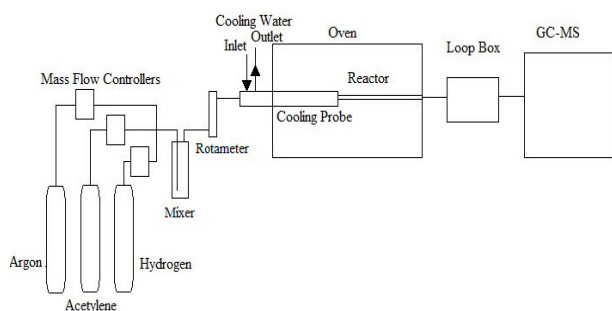 Cooling Water
Inlet
Outlet
Oven
Loop Box
GC-MS
Mass Flow Controllers
Reactor
Cooling Probe
Rotameter
Mixer
Argon
Hydrogen
Acetylene